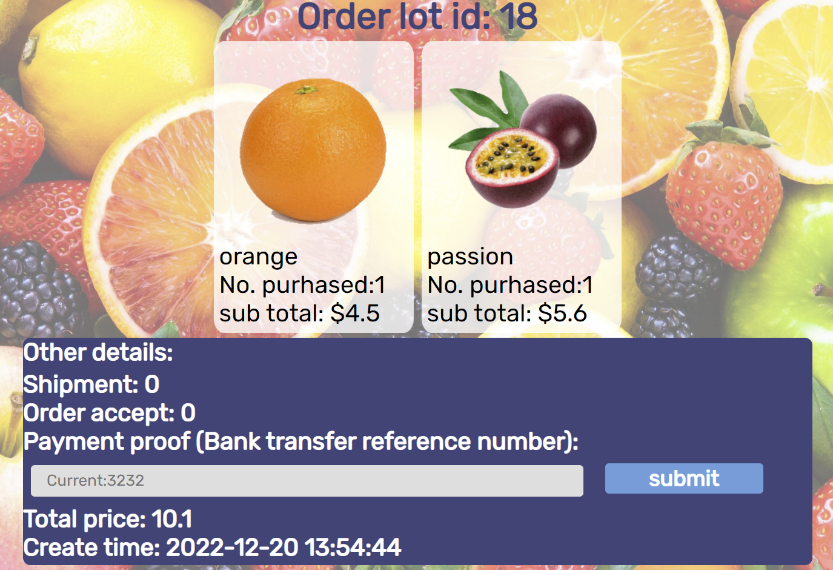 Order lot id: 18
orange
No. purhased:1
sub total: $4.5
passion
No. purhased:1
sub total: $5.6
Other details:
Shipment: 0
Order accept: 0
Payment proof (Bank transfer reference number):
Current:3232
submit
Total price: 10.1
Create time: 2022-12-20 13:54:44